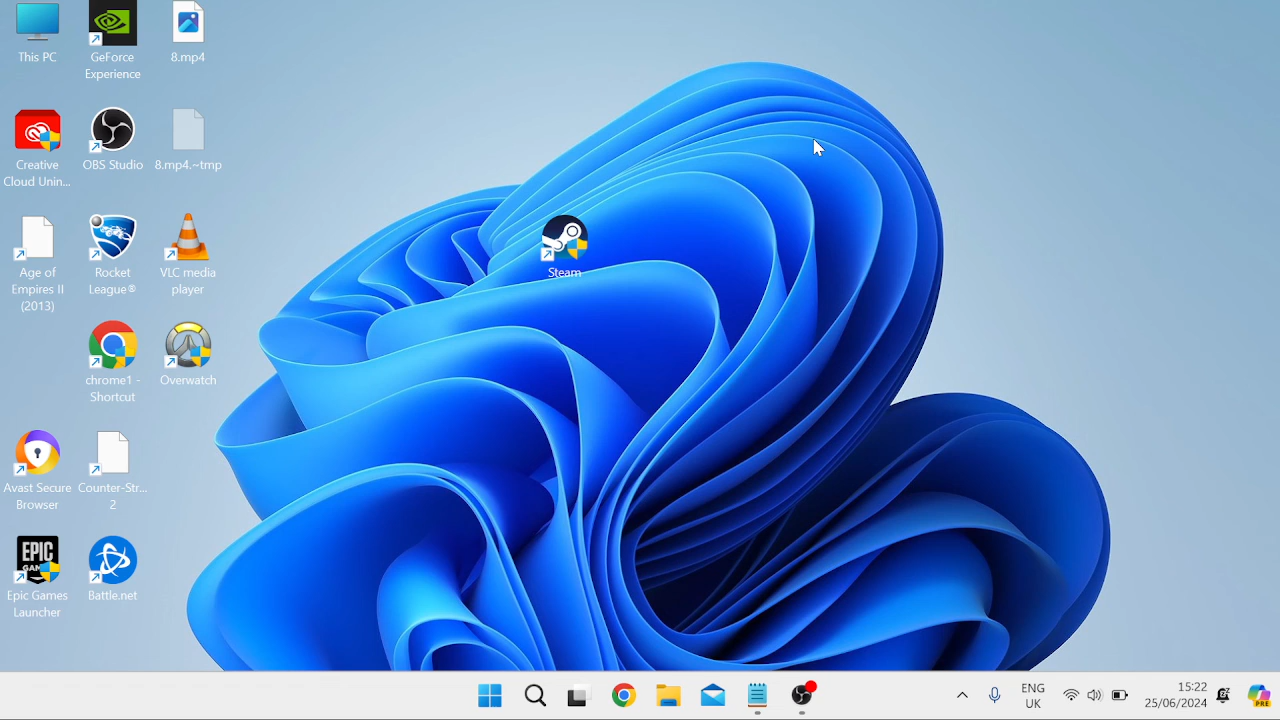 This PC
GeForce
Experience
8.mp4
Creative
Cloud Unin...
OBS Studio
8.mp4.~tmp
Age of
Empires II
(2013)
Rocket
League®
VLC media
player
Steam
chrome1 -
Shortcut
Overwatch
Avast Secure
Browser
Counter-Str...
2
EPIC
Epic Games
Launcher
Battle.net
ENG
UK
15:22
25/06/2024
PRE